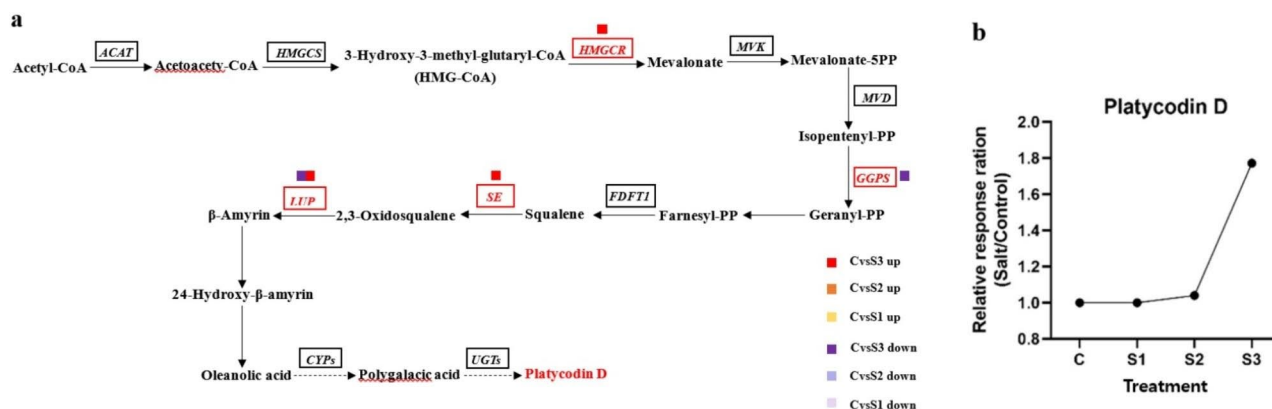 a
ACAT
HMGCS
HMGCR
MVK
Acetyl-CoA
Acetoacety-CoA
3-Hydroxy-3-methyl-glutaryl-CoA
(HMG-CoA)
Mevalonate
Mevalonate-5PP
MVD
Isopentenyl-PP
GGPS
LUP
SE
FDFT1
β-Amyrin
2,3-Oxidosqualene
Squalene
Farnesyl-PP
Geranyl-PP
24-Hydroxy-β-amyrin
CYPs
UGTs
Oleanolic acid
Polygalacic acid
Platycodin D
CvsS3 up
CvsS2 up
CvsS1 up
CvsS3 down
CvsS2 down
CvsS1 down
b
Platycodin D
Relative response ration
(Salt/Control)
2.0
1.8
1.6
1.4
1.2
1.0
0.8
C S1 S2 S3
Treatment